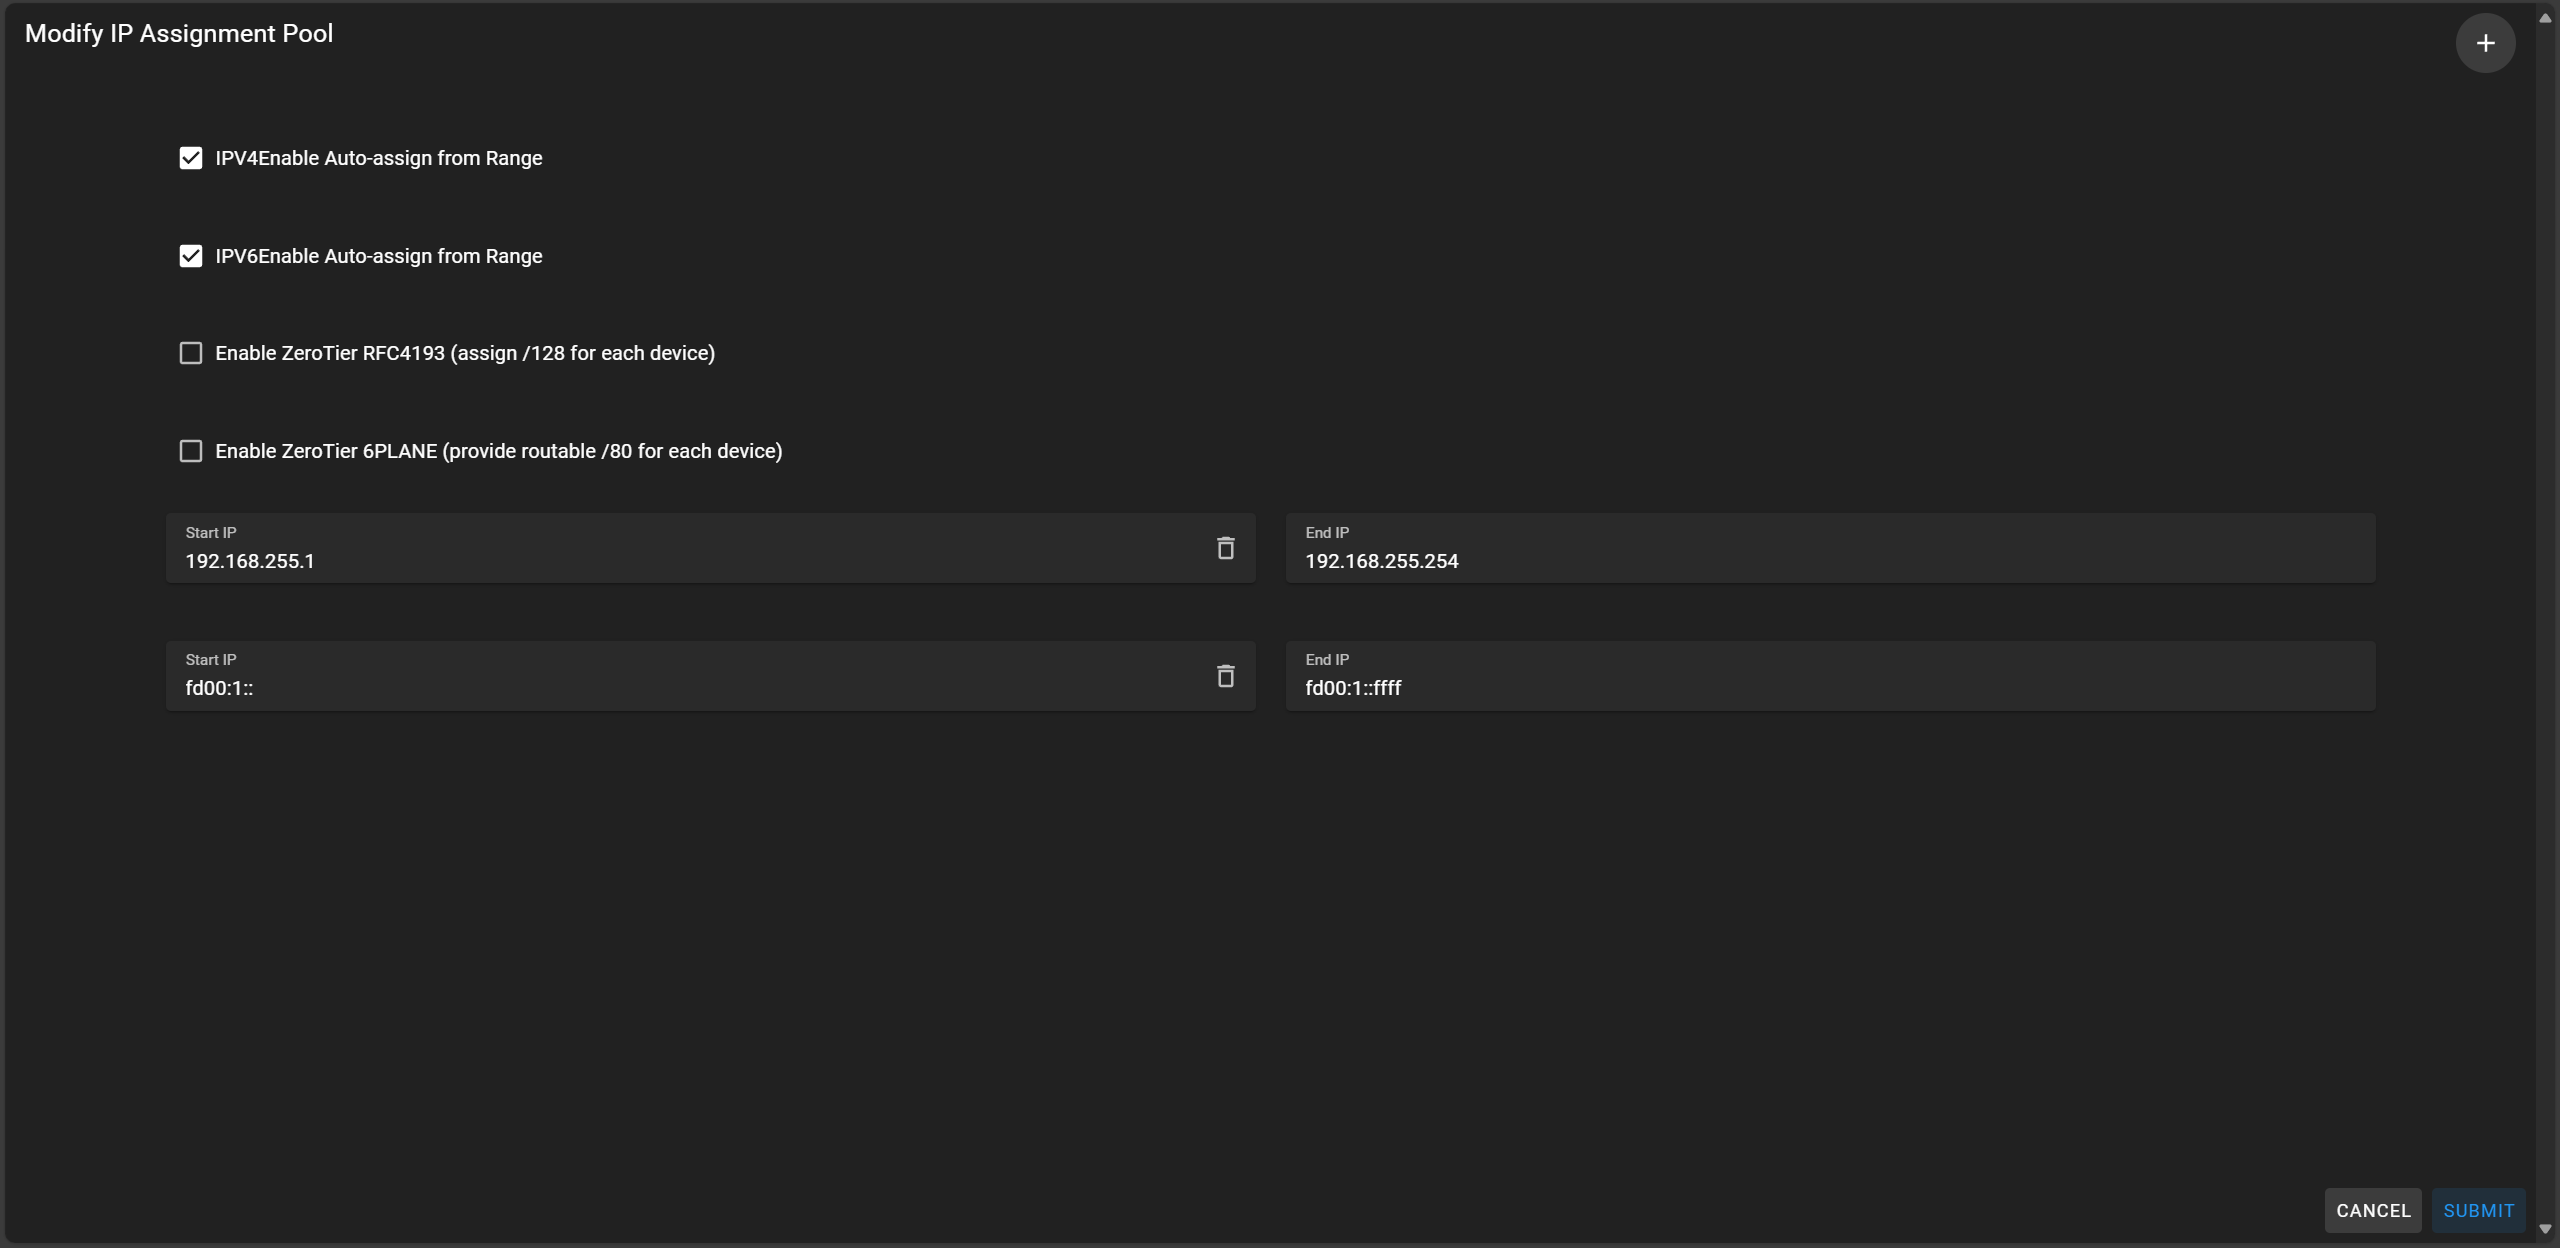 Modify IP Assignment Pool
IPV4Enable Auto-assign from Range
IPV6Enable Auto-assign from Range
Enable ZeroTier RFC4193 (assign /128 for each device)
Enable ZeroTier 6PLANE (provide routable /80 for each device)
Start IP
192.168.255.1
End IP
192.168.255.254
Start IP
fd00:1::
End IP
fd00:1::ffff
CANCEL
SUBMIT